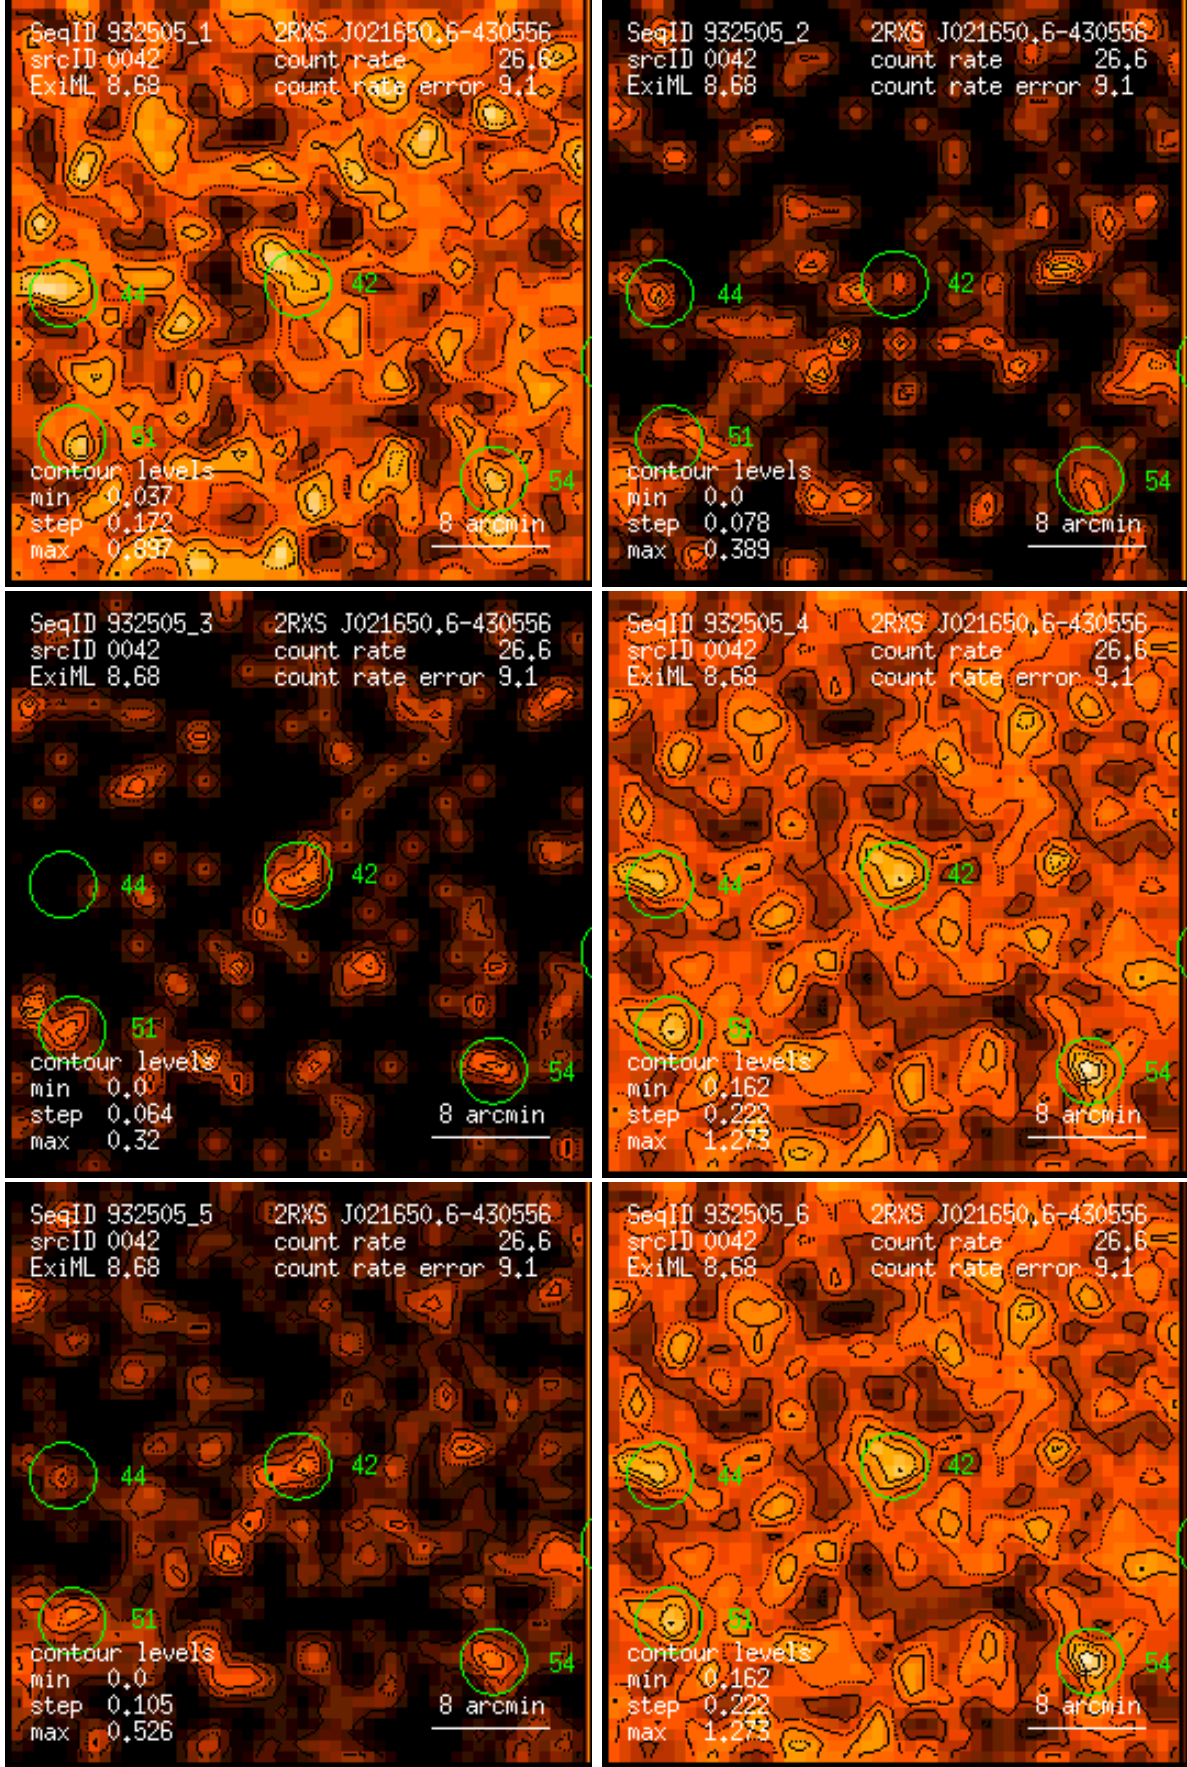 SeqID 932505_1 2RXS J021650.6-430556
srcID 0042 count rate 26.6
ExiML 8.68 count rate error 9.1
44
42
51
54
contour levels
min 0.037
step 0.172
max 0.897
8 arcmin
SeqID 932505_2 2RXS J021650.6-430556
srcID 0042 count rate 26.6
ExiML 8.68 count rate error 9.1
44
42
51
54
contour levels
min 0.0
step 0.078
max 0.389
8 arcmin
SeqID 932505_3 2RXS J021650.6-430556
srcID 0042 count rate 26.6
ExiML 8.68 count rate error 9.1
44
42
51
54
contour levels
min 0.0
step 0.064
max 0.32
8 arcmin
SeqID 932505_4 2RXS J021650.6-430556
srcID 0042 count rate 26.6
ExiML 8.68 count rate error 9.1
44
42
51
54
contour levels
min 0.162
step 0.222
max 1.273
8 arcmin
SeqID 932505_5 2RXS J021650.6-430556
srcID 0042 count rate 26.6
ExiML 8.68 count rate error 9.1
44
42
51
54
contour levels
min 0.0
step 0.105
max 0.526
8 arcmin
SeqID 932505_6 2RXS J021650.6-430556
srcID 0042 count rate 26.6
ExiML 8.68 count rate error 9.1
44
42
51
54
contour levels
min 0.162
step 0.222
max 1.273
8 arcmin